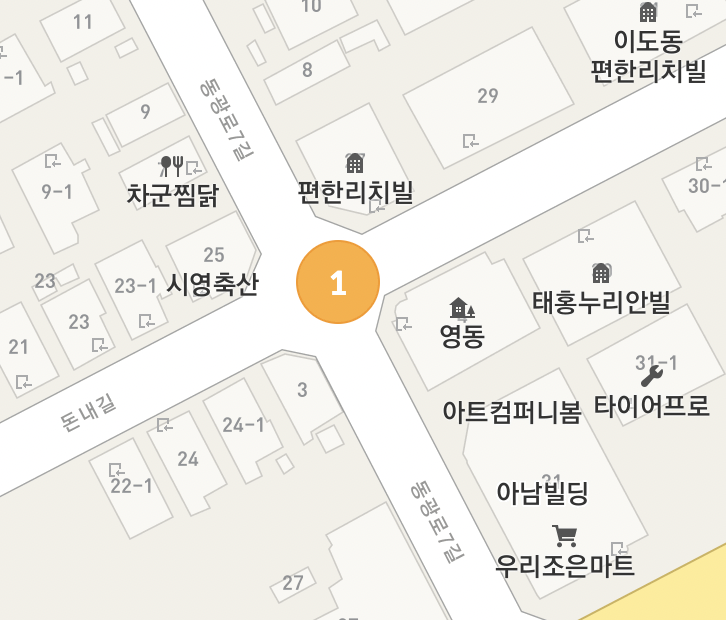 10
11
이도동
편한리치빌
-1
8
29
9
동광로7길
차군찜닭
편한리치빌
9-1
30-1
25
시영축산
23
23-1
1
태홍누리안빌
영동
23
21
31-1
타이어프로
3
아트컴퍼니봄
돈내길
24-1
24
22-1
아남빌딩
동광로7길
우리조은마트
27